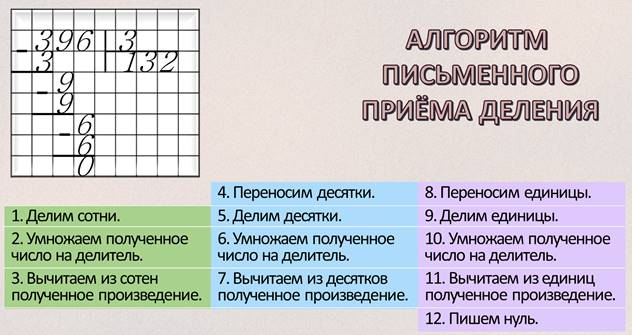 396 3
3 132
9
9
6
6
0
АЛГОРИТМ
ПИСЬМЕННОГО
ПРИЁМА ДЕЛЕНИЯ
1. Делим сотни.
2. Умножаем полученное
число на делитель.
3. Вычитаем из сотен
полученное произведение.
4. Переносим десятки.
5. Делим десятки.
6. Умножаем полученное
число на делитель.
7. Вычитаем из десятков
полученное произведение.
8. Переносим единицы.
9. Делим единицы.
10. Умножаем полученное
число на делитель.
11. Вычитаем из единиц
полученное произведение.
12. Пишем нуль.